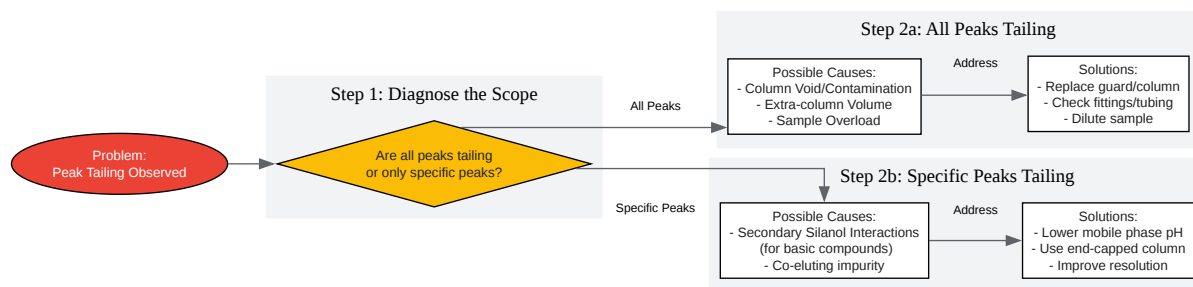 Problem:
Peak Tailing Observed
Step 1: Diagnose the Scope
Are all peaks tailing
or only specific peaks?
All Peaks
Specific Peaks
Step 2a: All Peaks Tailing
Possible Causes:
- Column Void/Contamination
- Extra-column Volume
- Sample Overload
Address
Solutions:
- Replace guard/column
- Check fittings/tubing
- Dilute sample
Step 2b: Specific Peaks Tailing
Possible Causes:
- Secondary Silanol Interactions
(for basic compounds)
- Co-eluting impurity
Address
Solutions:
- Lower mobile phase pH
- Use end-capped column
- Improve resolution